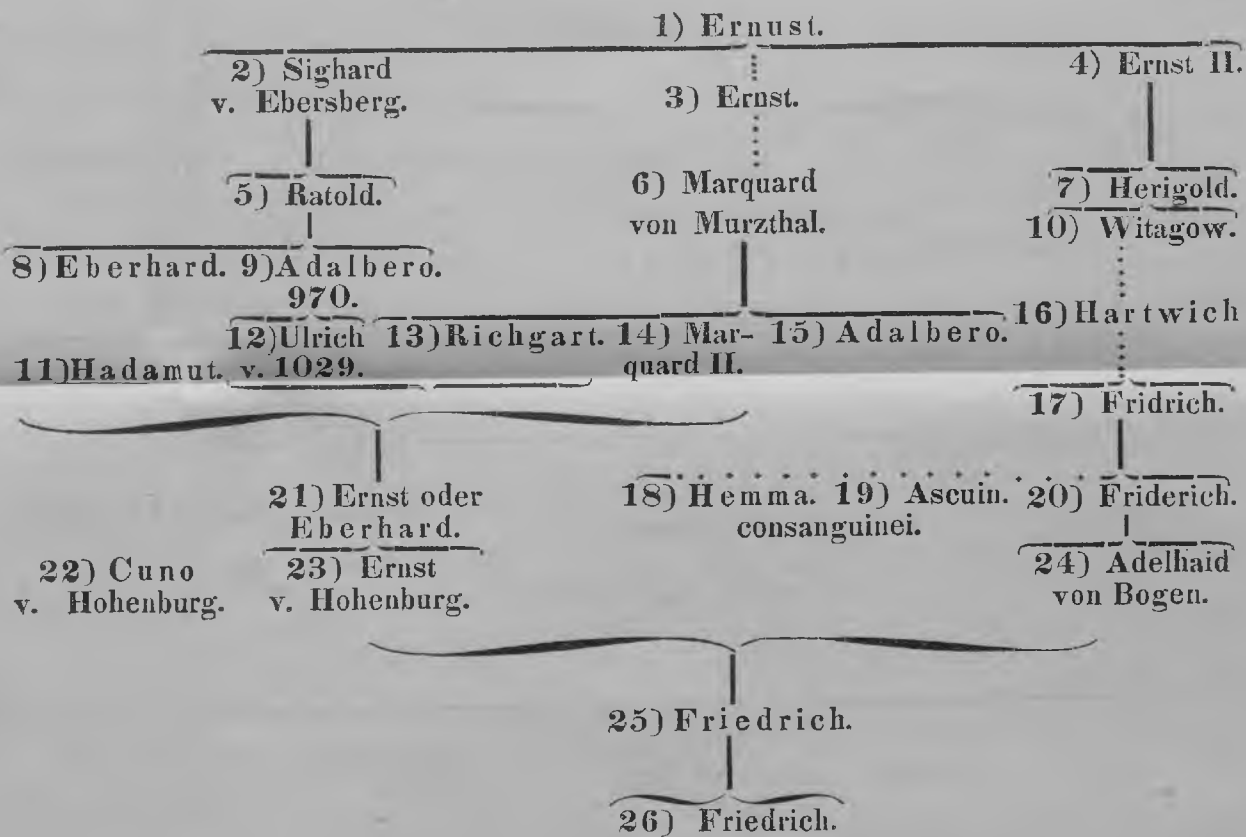 1) Ernust.
2) Sighard
v. Ebersberg.
3) Ernst.
4) Ernst II.
5) Ratold.
6) Marquard
von Murzthal.
7) Herigold.
8) Eberhard. 9) Adalbero.
970.
10) Witagow.
11) Hadamut.
12) Ulrich
v. 1029.
13) Richgart. 14) Mar-
quard II.
15) Adalbero.
16) Hartwich
17) Fridrich.
18) Hemma. 19) Ascuin.
consanguinei.
20) Friderich.
21) Ernst oder
Eberhard.
22) Cuno
v. Hohenburg.
23) Ernst
v. Hohenburg.
24) Adelhaid
von Bogen.
25) Friedrich.
26) Friedrich.